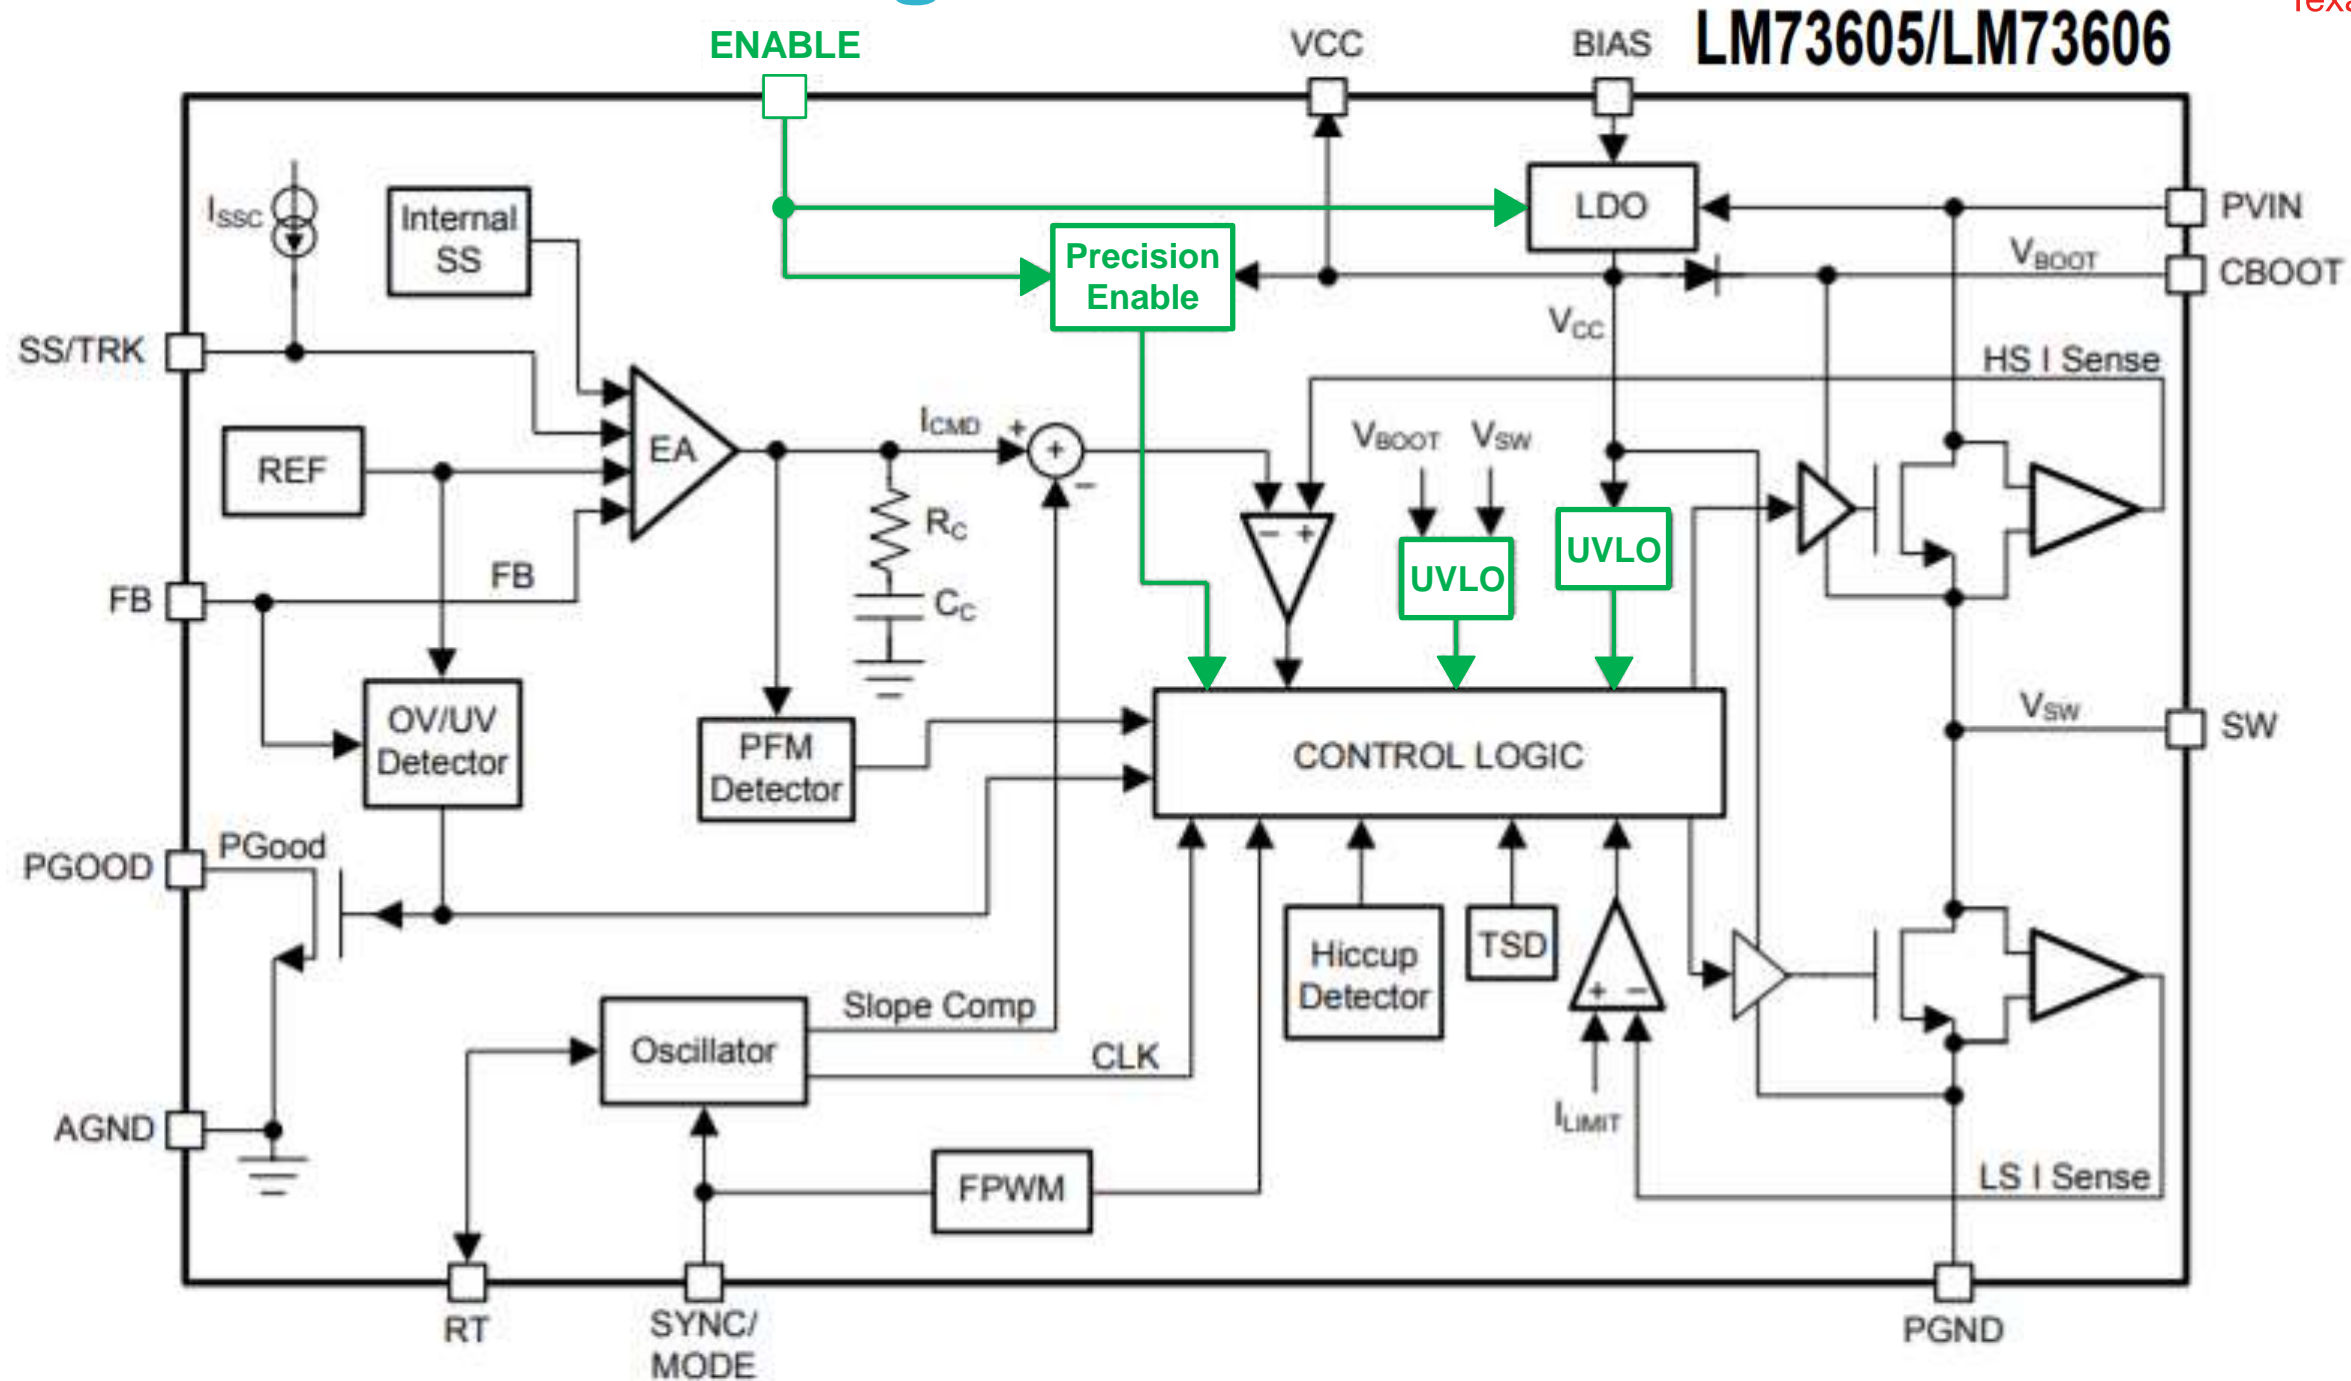 ENABLE
VCC
BIAS
LM73605/LM73606
ISSC
Internal
SS
LDO
PVIN
Precision
Enable
VBOOT
CBOOT
VCC
SS/TRK
HS I Sense
REF
EA
ICMD
+
+
−
VBOOT
VSW
RC
− +
UVLO
UVLO
FB
FB
CC
OV/UV
Detector
PFM
Detector
CONTROL LOGIC
VSW
SW
PGood
PGOOD
Hiccup
Detector
TSD
+ −
Slope Comp
Oscillator
CLK
ILIMIT
AGND
FPWM
LS I Sense
RT
SYNC/
MODE
PGND